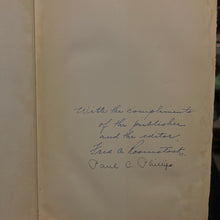 With the compliments
of the publisher
and the editor.
Fred A Rosenstock
Paul C Phillips